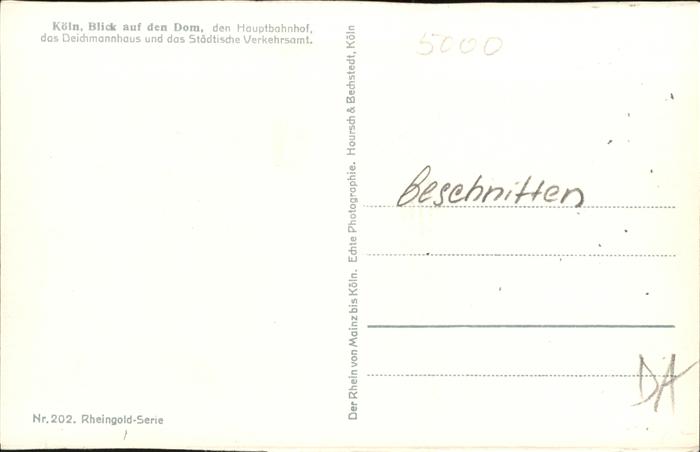 Köln, Blick auf den Dom, den Hauptbahnhof,
das Deichmannhaus und das Städtische Verkehrsamt.
Nr. 202. Rheingold-Serie
Der Rhein von Mainz bis Köln. Echte Photographie. Hoursch & Bechstedt, Köln
5000
Beschnitten
DA